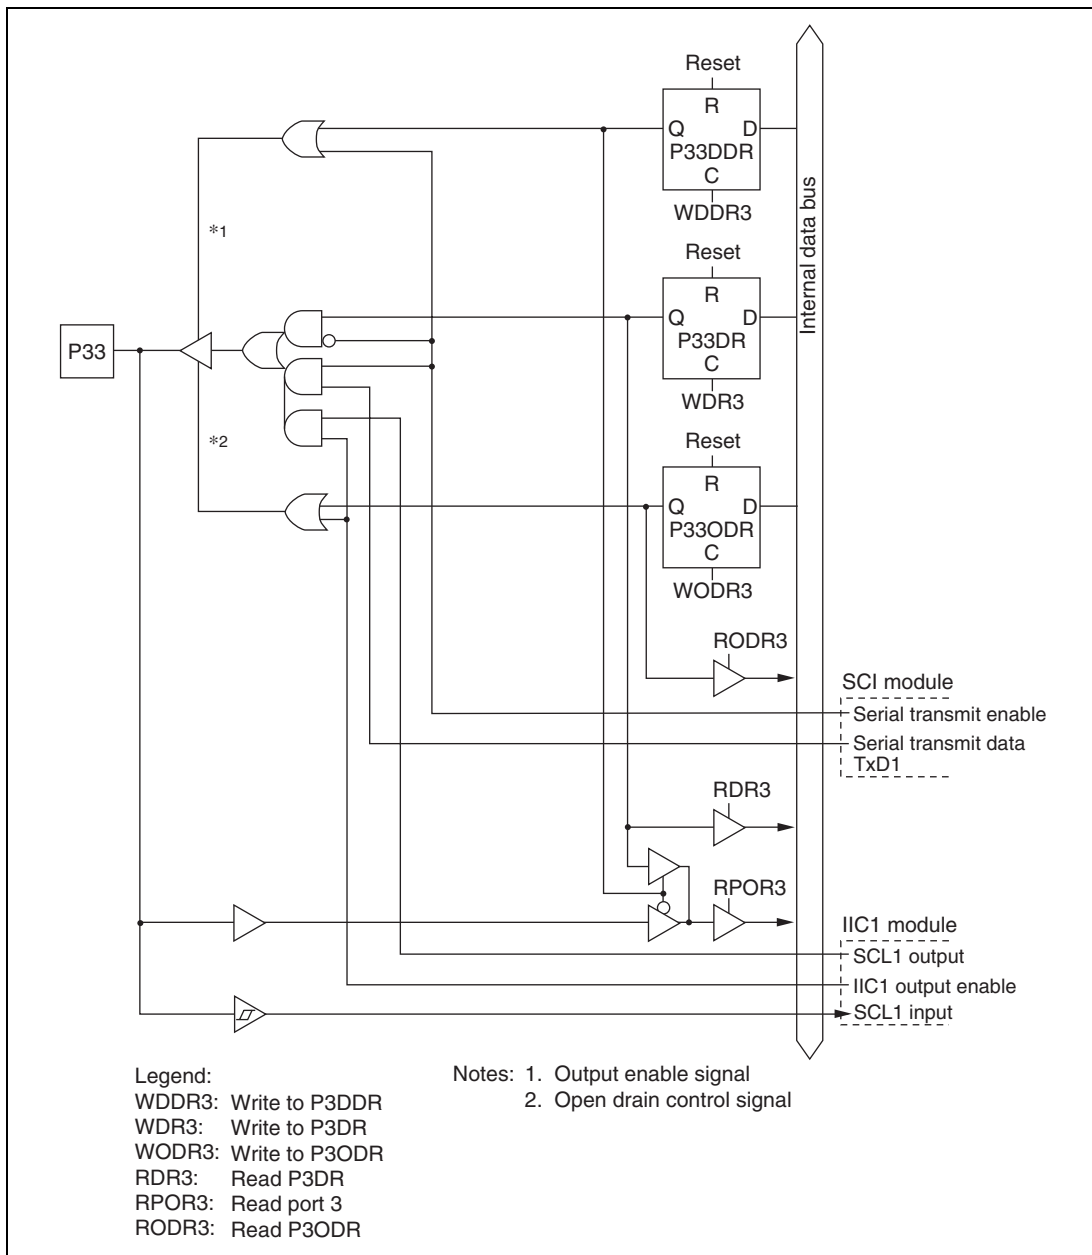 Reset
R
Q D
P33DDR
C
WDDR3
Internal data bus
*1
Reset
R
Q D
P33DR
C
WDR3
P33
*2
Reset
R
Q D
P33ODR
C
WODR3
RODR3
SCI module
Serial transmit enable
Serial transmit data
TxD1
RDR3
RPOR3
IIC1 module
SCL1 output
IIC1 output enable
SCL1 input
Legend:
WDDR3: Write to P3DDR
WDR3: Write to P3DR
WODR3: Write to P3ODR
RDR3: Read P3DR
RPOR3: Read port 3
RODR3: Read P3ODR
Notes: 1. Output enable signal
2. Open drain control signal